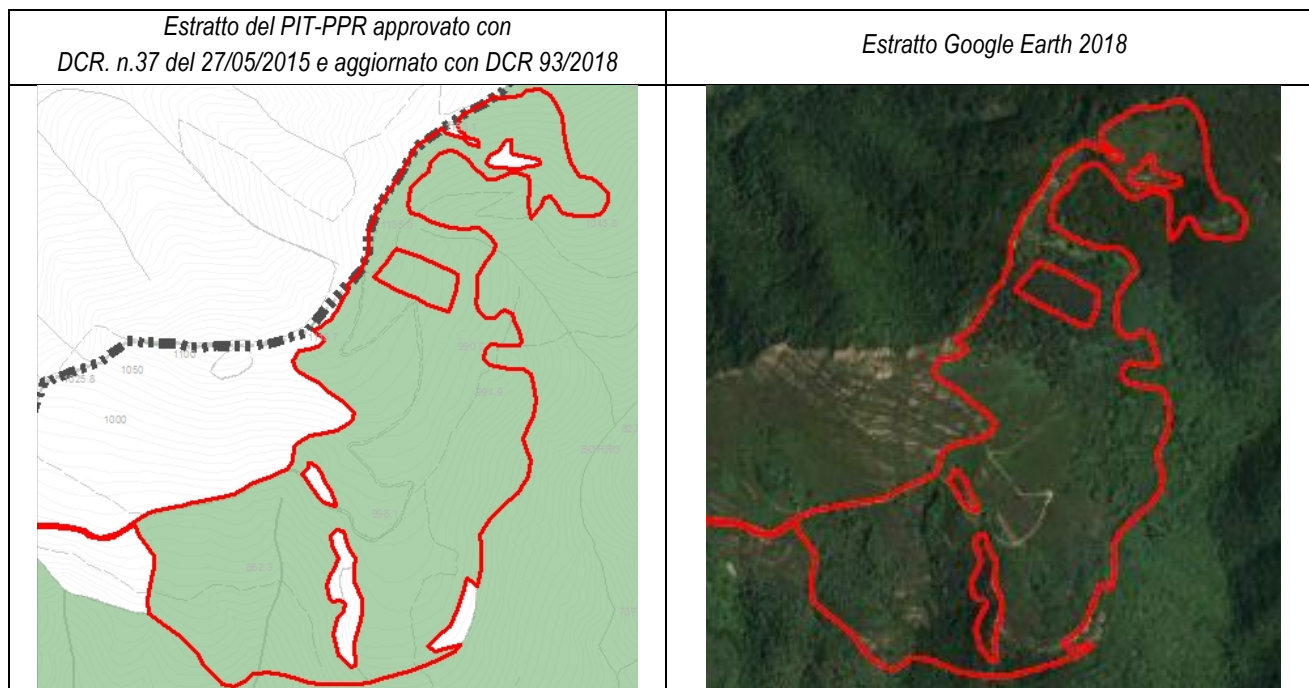 Estratto del PIT-PPR approvato con
DCR. n.37 del 27/05/2015 e aggiornato con DCR 93/2018
Estratto Google Earth 2018
1100
1050
1000